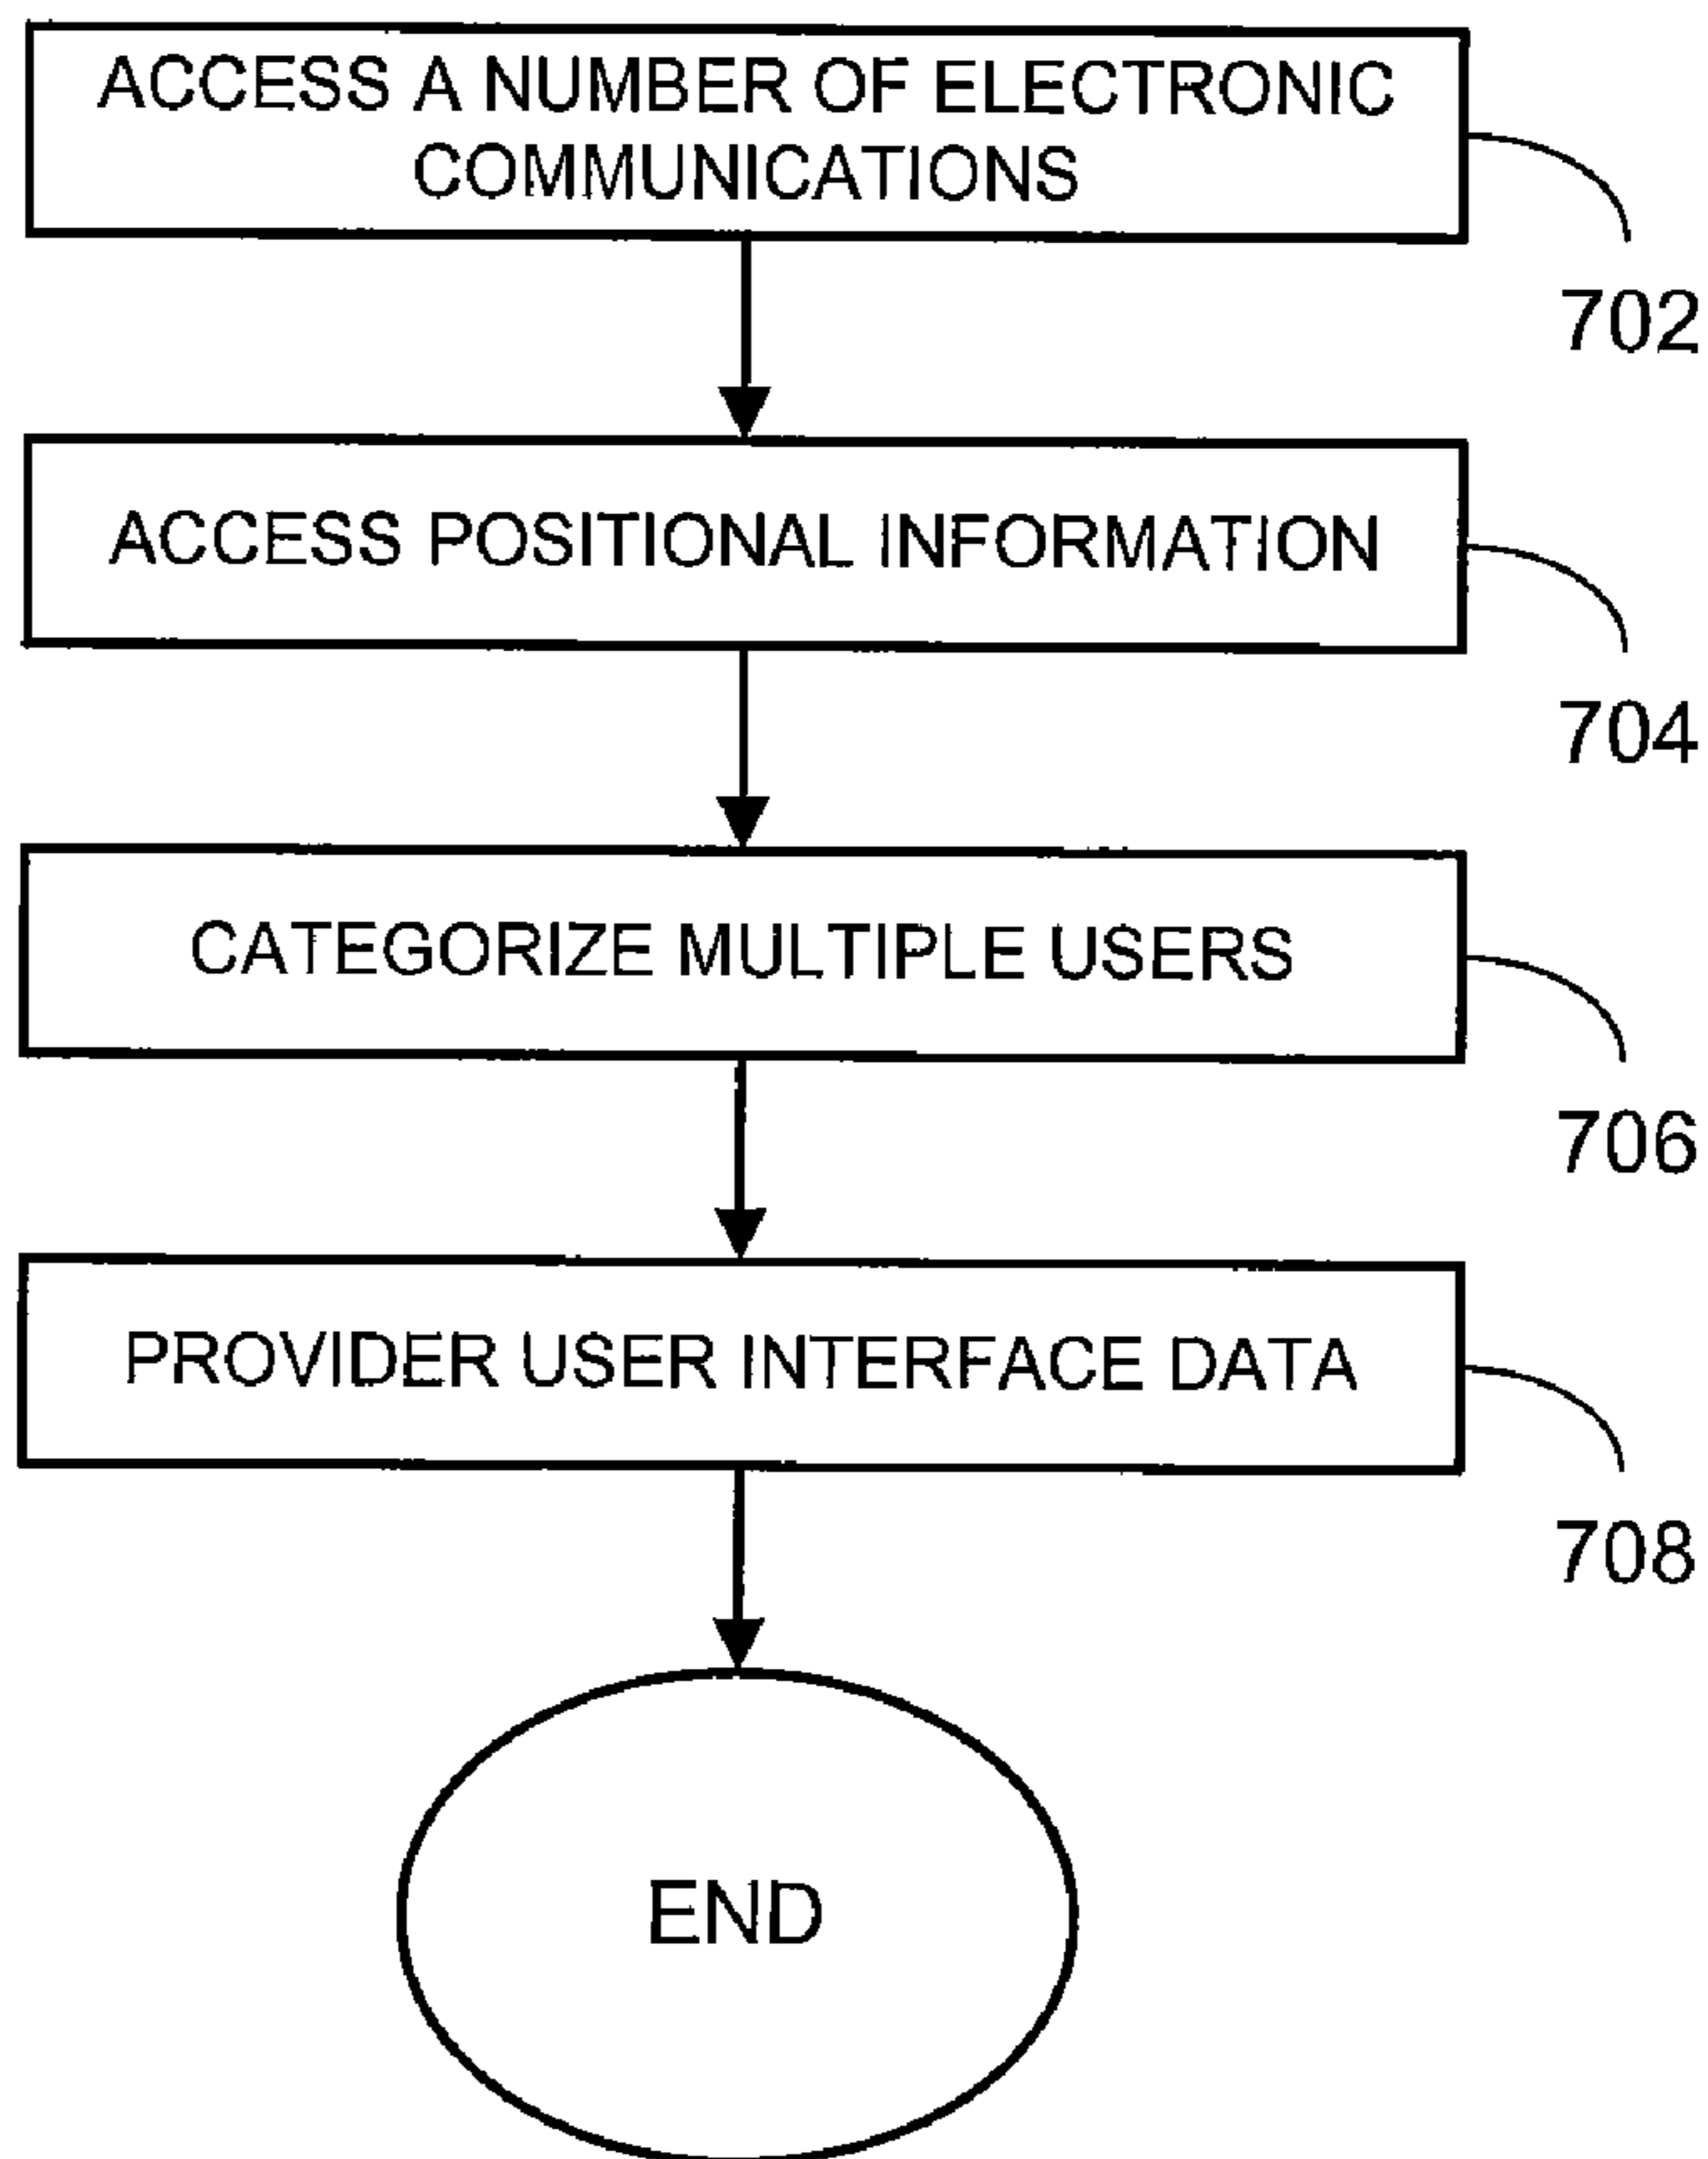 ACCESS A NUMBER OF ELECTRONIC
COMMUNICATIONS
702
ACCESS POSITIONAL INFORMATION
704
CATEGORIZE MULTIPLE USERS
706
PROVIDER USER INTERFACE DATA
708
END